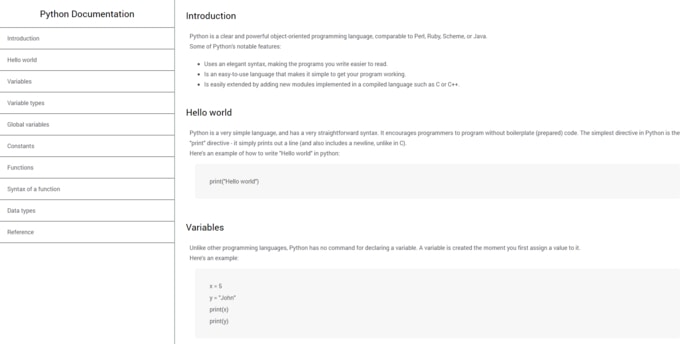 Python Documentation
Introduction
Hello world
Variables
Variable types
Global variables
Constants
Functions
Syntax of a function
Data types
Reference
Introduction
Python is a clear and powerful object-oriented programming language, comparable to Perl, Ruby, Scheme, or Java.
Some of Python's notable features:
Uses an elegant syntax, making the programs you write easier to read.
Is an easy-to-use language that makes it simple to get your program working.
Is easily extended by adding new modules implemented in a compiled language such as C or C++.
Hello world
Python is a very simple language, and has a very straightforward syntax. It encourages programmers to program without boilerplate (prepared) code. The simplest directive in Python is the
"print" directive - it simply prints out a line (and also includes a newline, unlike in C).
Here's an example of how to write "Hello world" in python:
print("Hello world")
Variables
Unlike other programming languages, Python has no command for declaring a variable. A variable is created the moment you first assign a value to it.
Here's an example:
x = 5
y = "John"
print(x)
print(y)